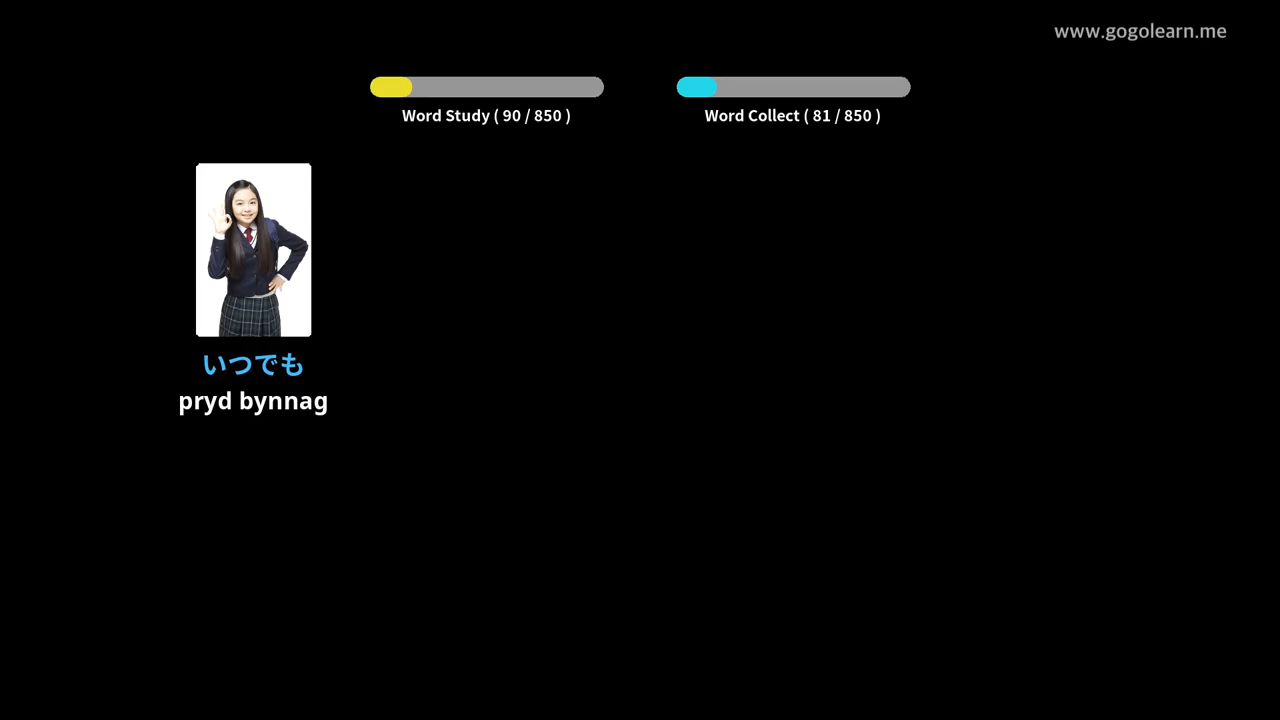 www.gogolearn.me
Word Study ( 90 / 850 )
Word Collect ( 81 / 850 )
いつでも
pryd bynnag